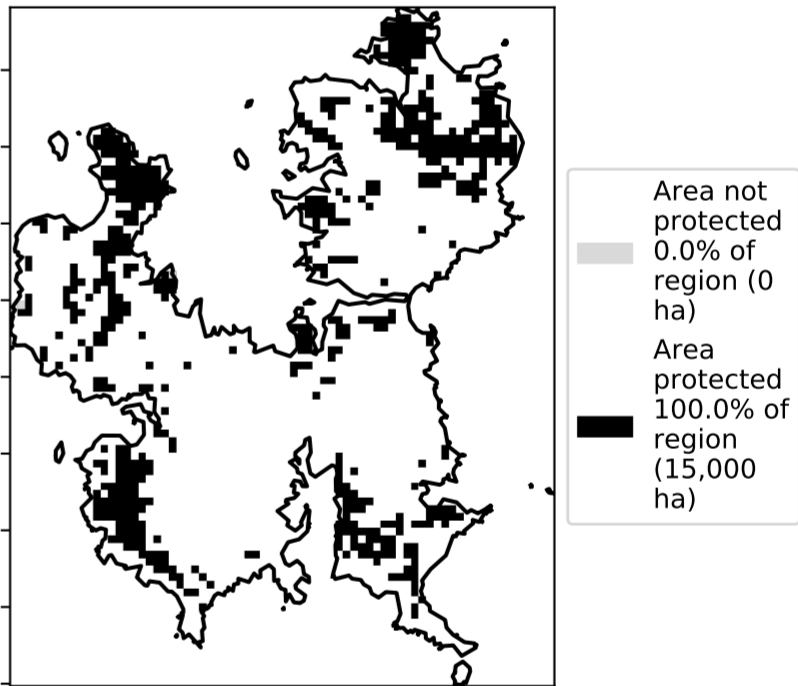 Area not
protected
0.0% of
region (0
ha)
Area
protected
100.0% of
region
(15,000
ha)